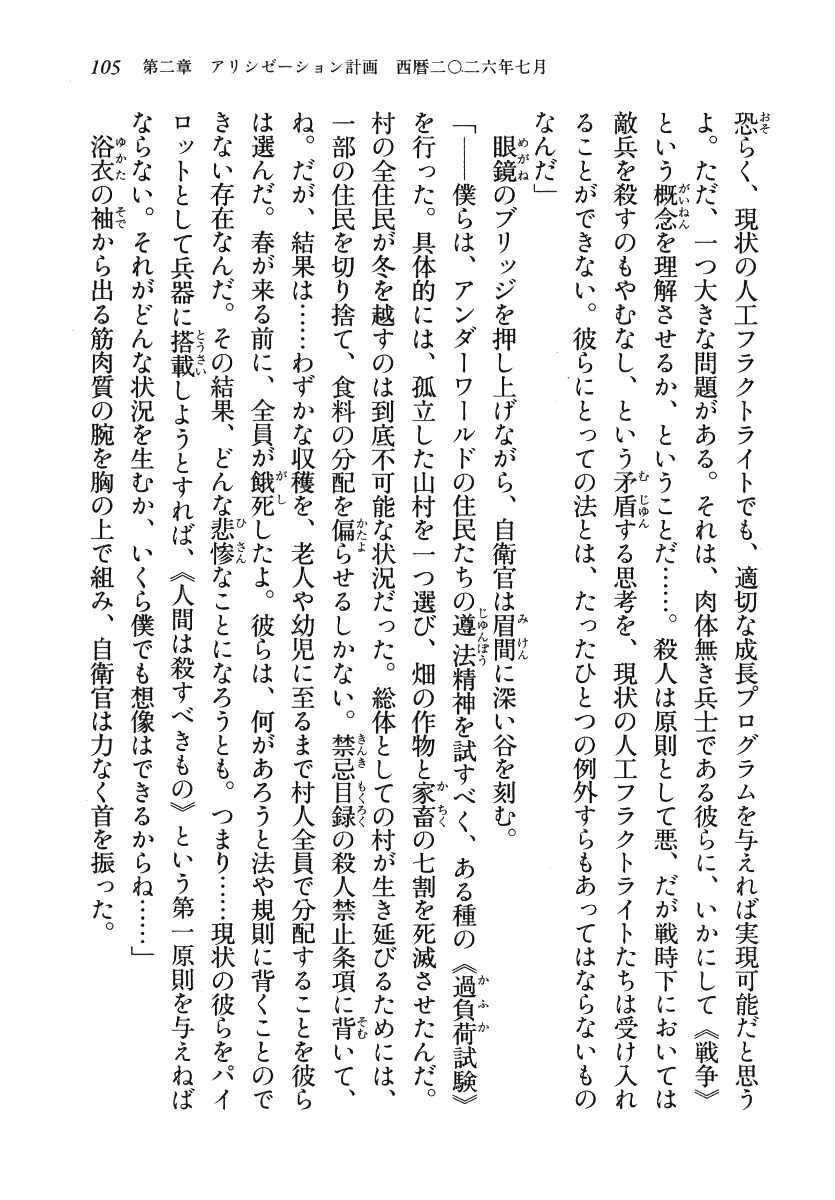 105　第二章　アリシゼーション計画　西暦二〇二六年七月
恐らく、現状の人工フラクトライトでも、適切な成長プログラムを与えれば実現可能だと思う
よ。ただ、一つ大きな問題がある。それは、肉体無き兵士である彼らに、いかにして《戦争》
という概念を理解させるか、ということだ……。殺人は原則として悪、だが戦時下においては
敵兵を殺すのもやむなし、という矛盾する思考を、現状の人工フラクトライトたちは受け入れ
ることができない。彼らにとっての法とは、たったひとつの例外すらもあってはならないもの
なんだ」
　眼鏡のブリッジを押し上げながら、自衛官は眉間に深い谷を刻む。
「――僕らは、アンダーワールドの住民たちの遵法精神を試すべく、ある種の《過負荷試験》
を行った。具体的には、孤立した山村を一つ選び、畑の作物と家畜の七割を死滅させたんだ。
村の全住民が冬を越すのは到底不可能な状況だった。総体としての村が生き延びるためには、
一部の住民を切り捨て、食料の分配を偏らせるしかない。禁忌目録の殺人禁止条項に背いて、
ね。だが、結果は……わずかな収穫を、老人や幼児に至るまで村人全員で分配することを彼ら
は選んだ。春が来る前に、全員が餓死したよ。彼らは、何があろうと法や規則に背くことので
きない存在なんだ。その結果、どんな悲惨なことになろうとも。つまり……現状の彼らをパイ
ロットとして兵器に搭載しようとすれば、《人間は殺すべきもの》という第一原則を与えねば
ならない。それがどんな状況を生むか、いくら僕でも想像はできるからね……」
　浴衣の袖から出る筋肉質の腕を胸の上で組み、自衛官は力なく首を振った。